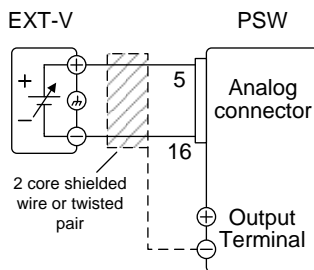 EXT-V
PSW
+
−
+
−
5
16
Analog
connector
2 core shielded
wire or twisted
pair
+
−
Output
Terminal